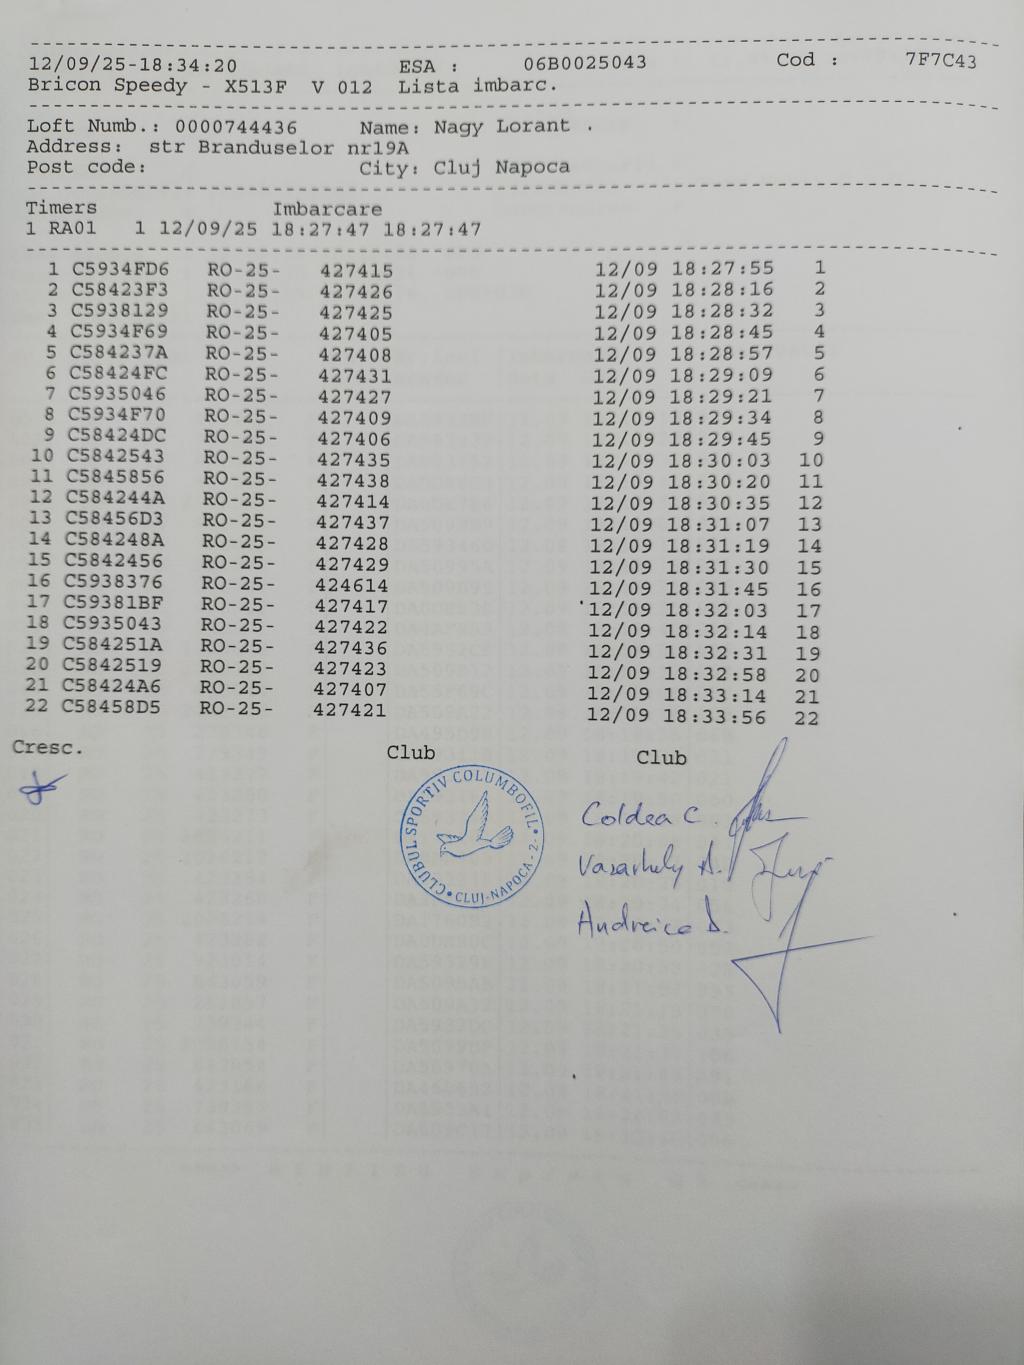 12/09/25-18:34:20 ESA : 06B0025043 Cod : 7F7C43
Bricon Speedy - X513F V 012 Lista imbarc.
Loft Numb.: 0000744436 Name: Nagy Lorant .
Address: str Branduselor nr19A
Post code: City: Cluj Napoca
Timers Imbarcare
1 RA01 1 12/09/25 18:27:47 18:27:47
1 C5934FD6 RO-25- 427415 12/09 18:27:55 1
2 C58423F3 RO-25- 427426 12/09 18:28:16 2
3 C5938129 RO-25- 427425 12/09 18:28:32 3
4 C5934F69 RO-25- 427405 12/09 18:28:45 4
5 C584237A RO-25- 427408 12/09 18:28:57 5
6 C58424FC RO-25- 427431 12/09 18:29:09 6
7 C5935046 RO-25- 427427 12/09 18:29:21 7
8 C5934F70 RO-25- 427409 12/09 18:29:34 8
9 C58424DC RO-25- 427406 12/09 18:29:45 9
10 C5842543 RO-25- 427435 12/09 18:30:03 10
11 C5845856 RO-25- 427438 12/09 18:30:20 11
12 C584244A RO-25- 427414 12/09 18:30:35 12
13 C58456D3 RO-25- 427437 12/09 18:31:07 13
14 C584248A RO-25- 427428 12/09 18:31:19 14
15 C5842456 RO-25- 427429 12/09 18:31:30 15
16 C5938376 RO-25- 424614 12/09 18:31:45 16
17 C59381BF RO-25- 427417 12/09 18:32:03 17
18 C5935043 RO-25- 427422 12/09 18:32:14 18
19 C584251A RO-25- 427436 12/09 18:32:31 19
20 C5842519 RO-25- 427423 12/09 18:32:58 20
21 C58424A6 RO-25- 427407 12/09 18:33:14 21
22 C58458D5 RO-25- 427421 12/09 18:33:56 22
Cresc. Club Club
CLUBUL SPORTIV COLUMBOFIL
CLUJ-NAPOCA-2-
Coldea C.
Vasarhely A.
Andreica D.